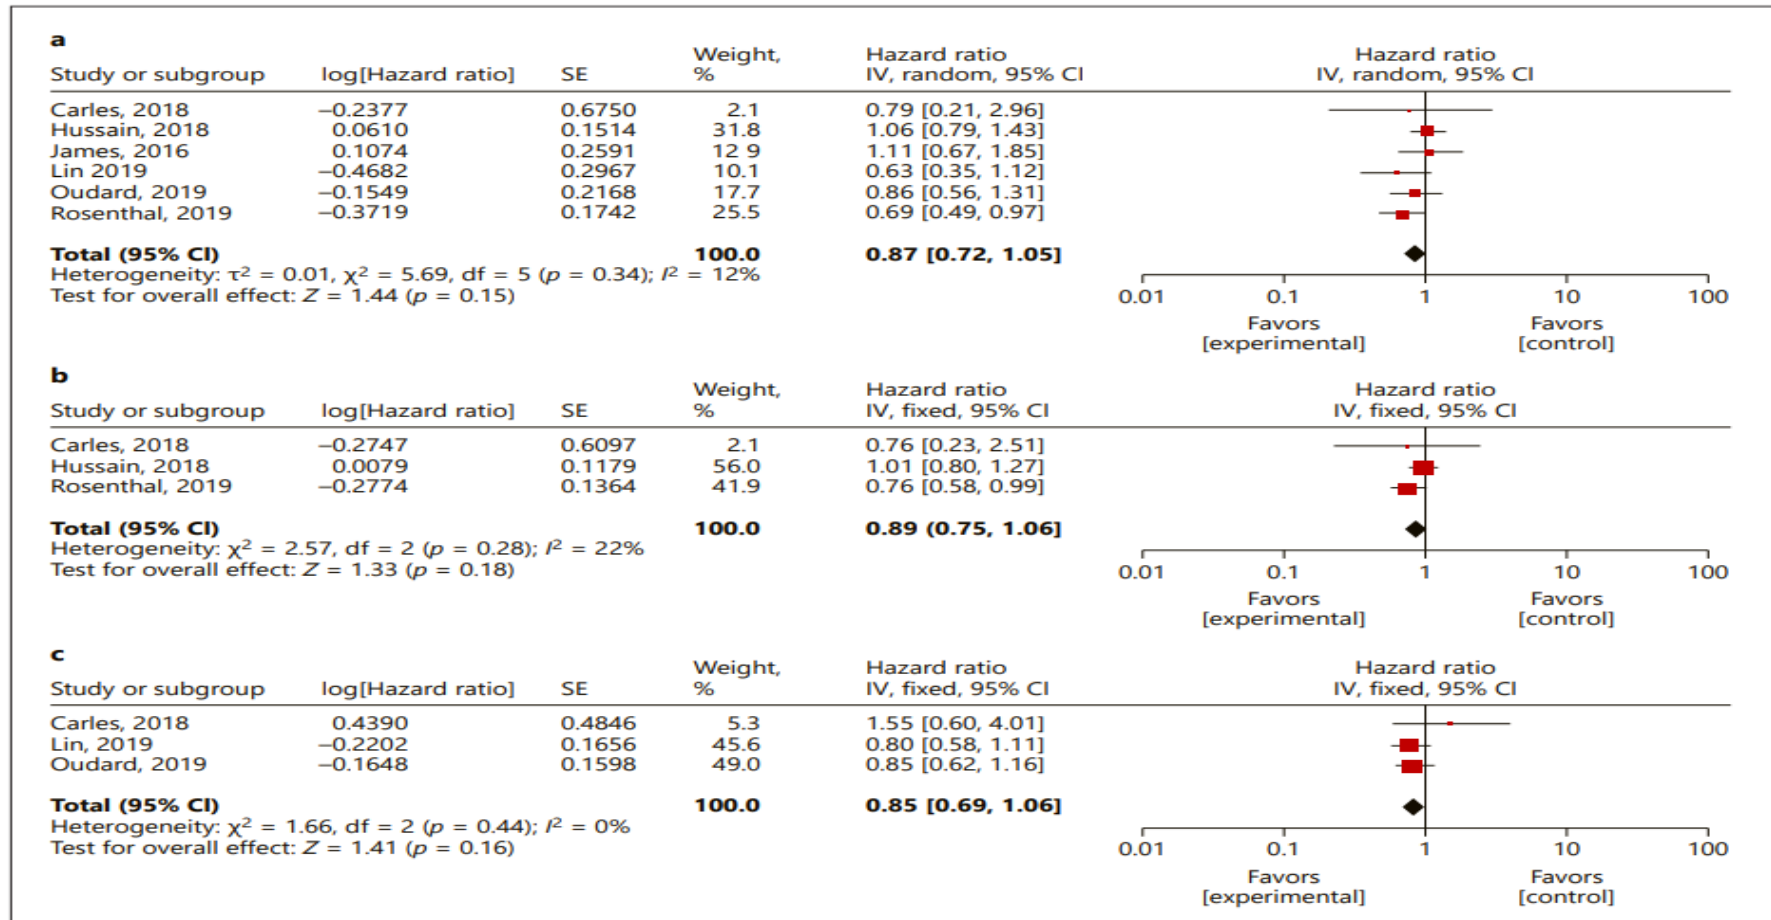 a
Study or subgroup log[Hazard ratio] SE Weight, % Hazard ratio IV, random, 95% CI Hazard ratio IV, random, 95% CI
Carles, 2018 −0.2377 0.6750 2.1 0.79 [0.21, 2.96]
Hussain, 2018 0.0610 0.1514 31.8 1.06 [0.79, 1.43]
James, 2016 0.1074 0.2591 12 9 1.11 [0.67, 1.85]
Lin 2019 −0.4682 0.2967 10.1 0.63 [0.35, 1.12]
Oudard, 2019 −0.1549 0.2168 17.7 0.86 [0.56, 1.31]
Rosenthal, 2019 −0.3719 0.1742 25.5 0.69 [0.49, 0.97]
Total (95% CI) 100.0 0.87 [0.72, 1.05]
Heterogeneity: τ² = 0.01, χ² = 5.69, df = 5 (p = 0.34); I² = 12%
Test for overall effect: Z = 1.44 (p = 0.15)
0.01 0.1 1 10 100
Favors [experimental] Favors [control]
b
Study or subgroup log[Hazard ratio] SE Weight, % Hazard ratio IV, fixed, 95% CI Hazard ratio IV, fixed, 95% CI
Carles, 2018 −0.2747 0.6097 2.1 0.76 [0.23, 2.51]
Hussain, 2018 0.0079 0.1179 56.0 1.01 [0.80, 1.27]
Rosenthal, 2019 −0.2774 0.1364 41.9 0.76 [0.58, 0.99]
Total (95% CI) 100.0 0.89 (0.75, 1.06]
Heterogeneity: χ² = 2.57, df = 2 (p = 0.28); I² = 22%
Test for overall effect: Z = 1.33 (p = 0.18)
0.01 0.1 1 10 100
Favors [experimental] Favors [control]
c
Study or subgroup log[Hazard ratio] SE Weight, % Hazard ratio IV, fixed, 95% CI Hazard ratio IV, fixed, 95% CI
Carles, 2018 0.4390 0.4846 5.3 1.55 [0.60, 4.01]
Lin, 2019 −0.2202 0.1656 45.6 0.80 [0.58, 1.11]
Oudard, 2019 −0.1648 0.1598 49.0 0.85 [0.62, 1.16]
Total (95% CI) 100.0 0.85 [0.69, 1.06]
Heterogeneity: χ² = 1.66, df = 2 (p = 0.44); I² = 0%
Test for overall effect: Z = 1.41 (p = 0.16)
0.01 0.1 1 10 100
Favors [experimental] Favors [control]